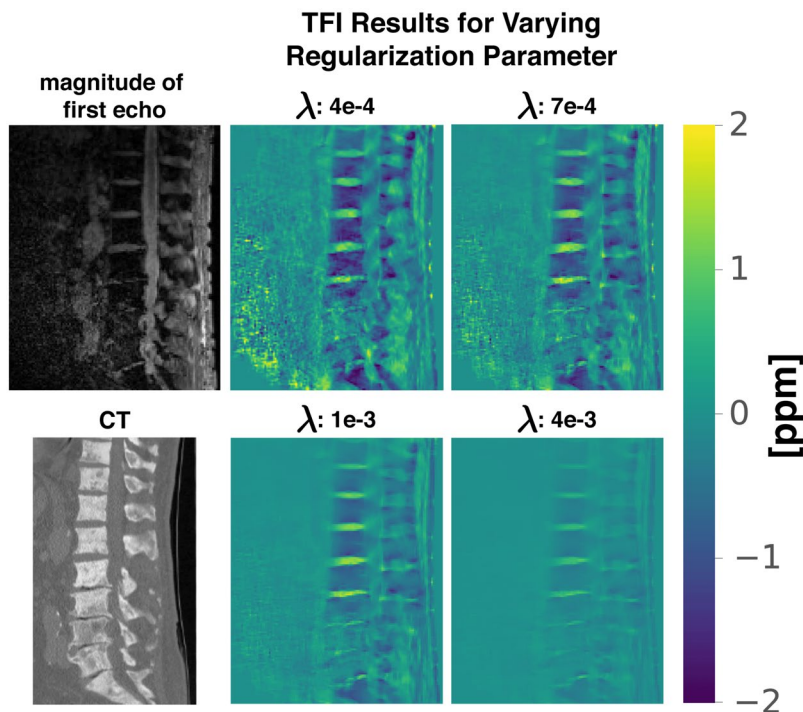 TFI Results for Varying
Regularization Parameter
magnitude of
first echo
λ: 4e-4
λ: 7e-4
CT
λ: 1e-3
λ: 4e-3
2
1
0
−1
−2
[ppm]